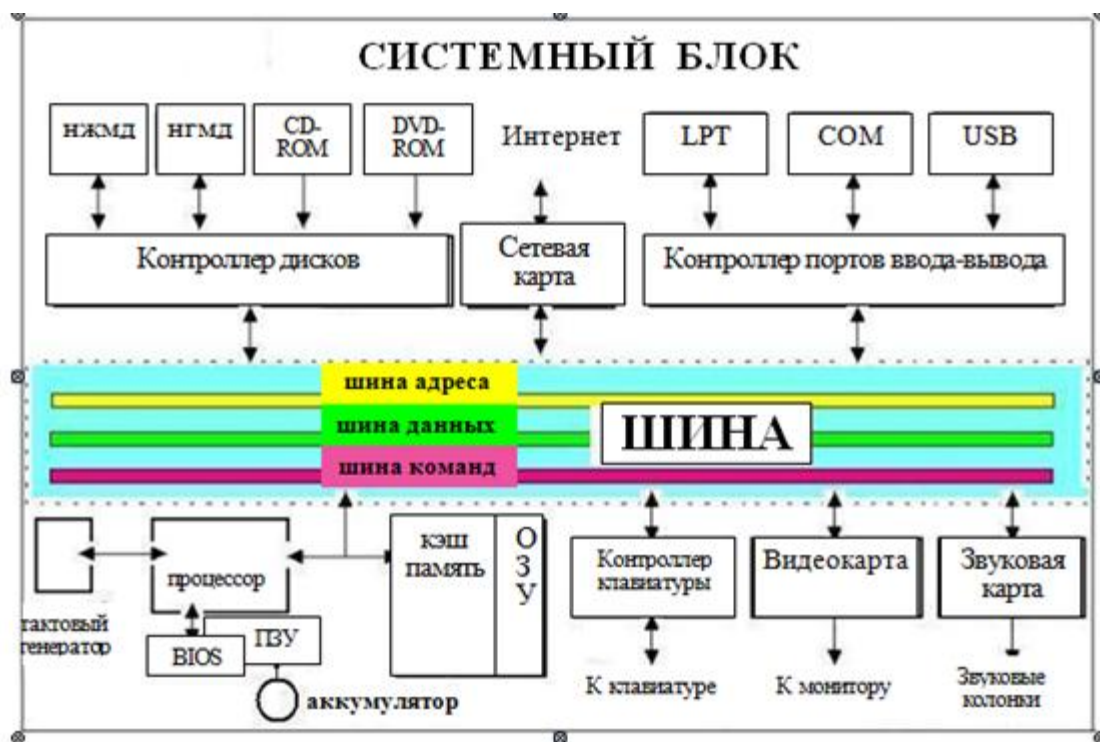 СИСТЕМНЫЙ БЛОК
НЖМД
НГМД
CD-
ROM
DVD-
ROM
Интернет
LPT
COM
USB
Контроллер дисков
Сетевая
карта
Контроллер портов ввода-вывода
шина адреса
шина данных
шина команд
ШИНА
тактовый
генератор
процессор
BIOS
ПЗУ
аккумулятор
кэш
память
О
З
У
Контроллер
клавиатуры
К клавиатуре
Видеокарта
К монитору
Звуковая
карта
Звуковые
колонки